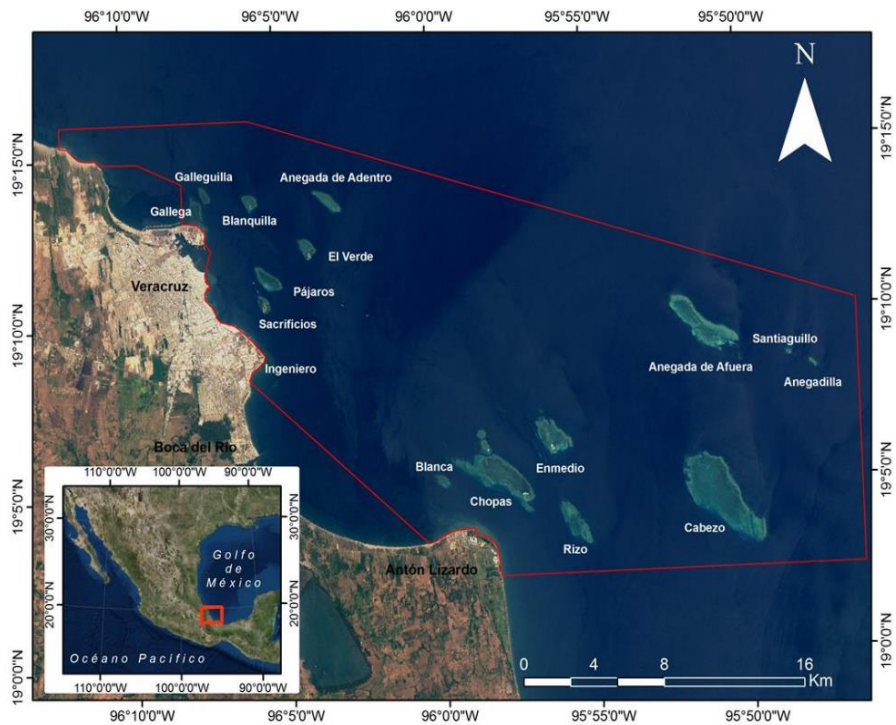 96°10'0"W 96°5'0"W 96°0'0"W 95°55'0"W 95°50'0"W
N
19°15'0"N
19°15'0"N
Galleguilla
Anegada de Adentro
Gallega
Blanquilla
El Verde
Veracruz
Pájaros
Sacrificios
19°10'0"N
19°10'0"N
Santiaguillo
Ingeniero
Anegada de Afuera
Anegadilla
Boca del Río
Blanca
Enmedio
Chopas
Cabezo
Rizo
19°5'0"N
19°5'0"N
Antón Lizardo
110°0'0"W 100°0'0"W 90°0'0"W
30°0'0"N
30°0'0"N
Golfo
de
México
20°0'0"N
20°0'0"N
Océano Pacífico
110°0'0"W 100°0'0"W 90°0'0"W
19°0'0"N
19°0'0"N
0 4 8 16
Km
96°10'0"W 96°5'0"W 96°0'0"W 95°55'0"W 95°50'0"W